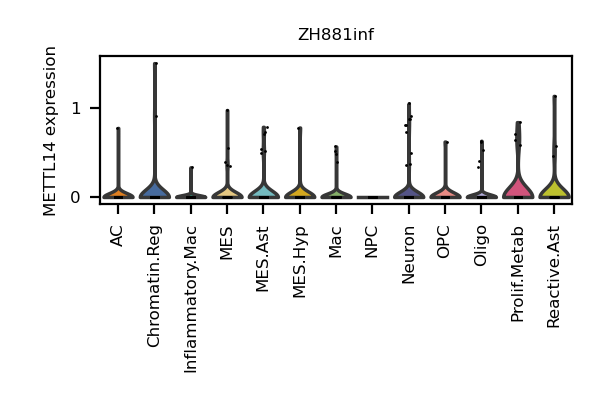 ZH881inf
METTL14 expression
1
0
AC
Chromatin.Reg
Inflammatory.Mac
MES
MES.Ast
MES.Hyp
Mac
NPC
Neuron
OPC
Oligo
Prolif.Metab
Reactive.Ast